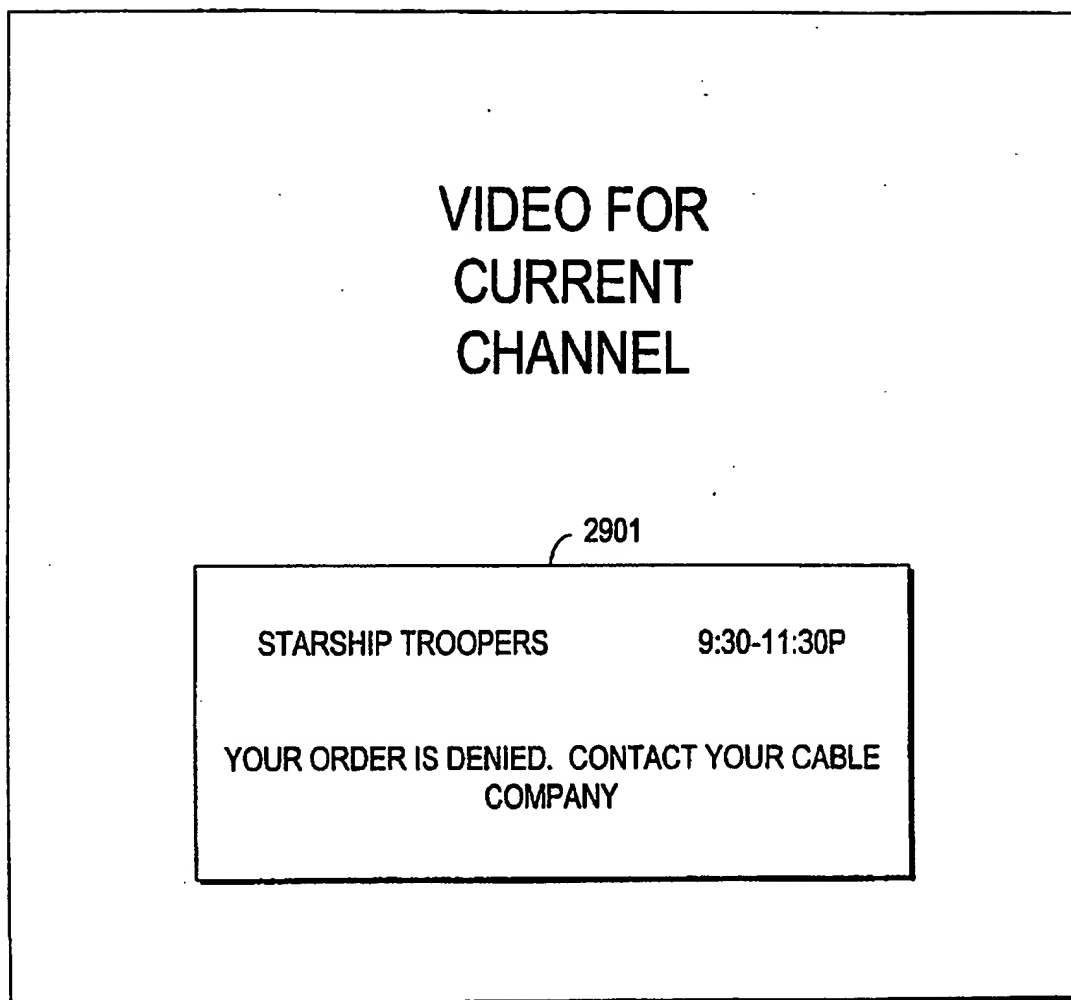 VIDEO FOR
CURRENT
CHANNEL
2901
STARSHIP TROOPERS 9:30-11:30P
YOUR ORDER IS DENIED. CONTACT YOUR CABLE
COMPANY